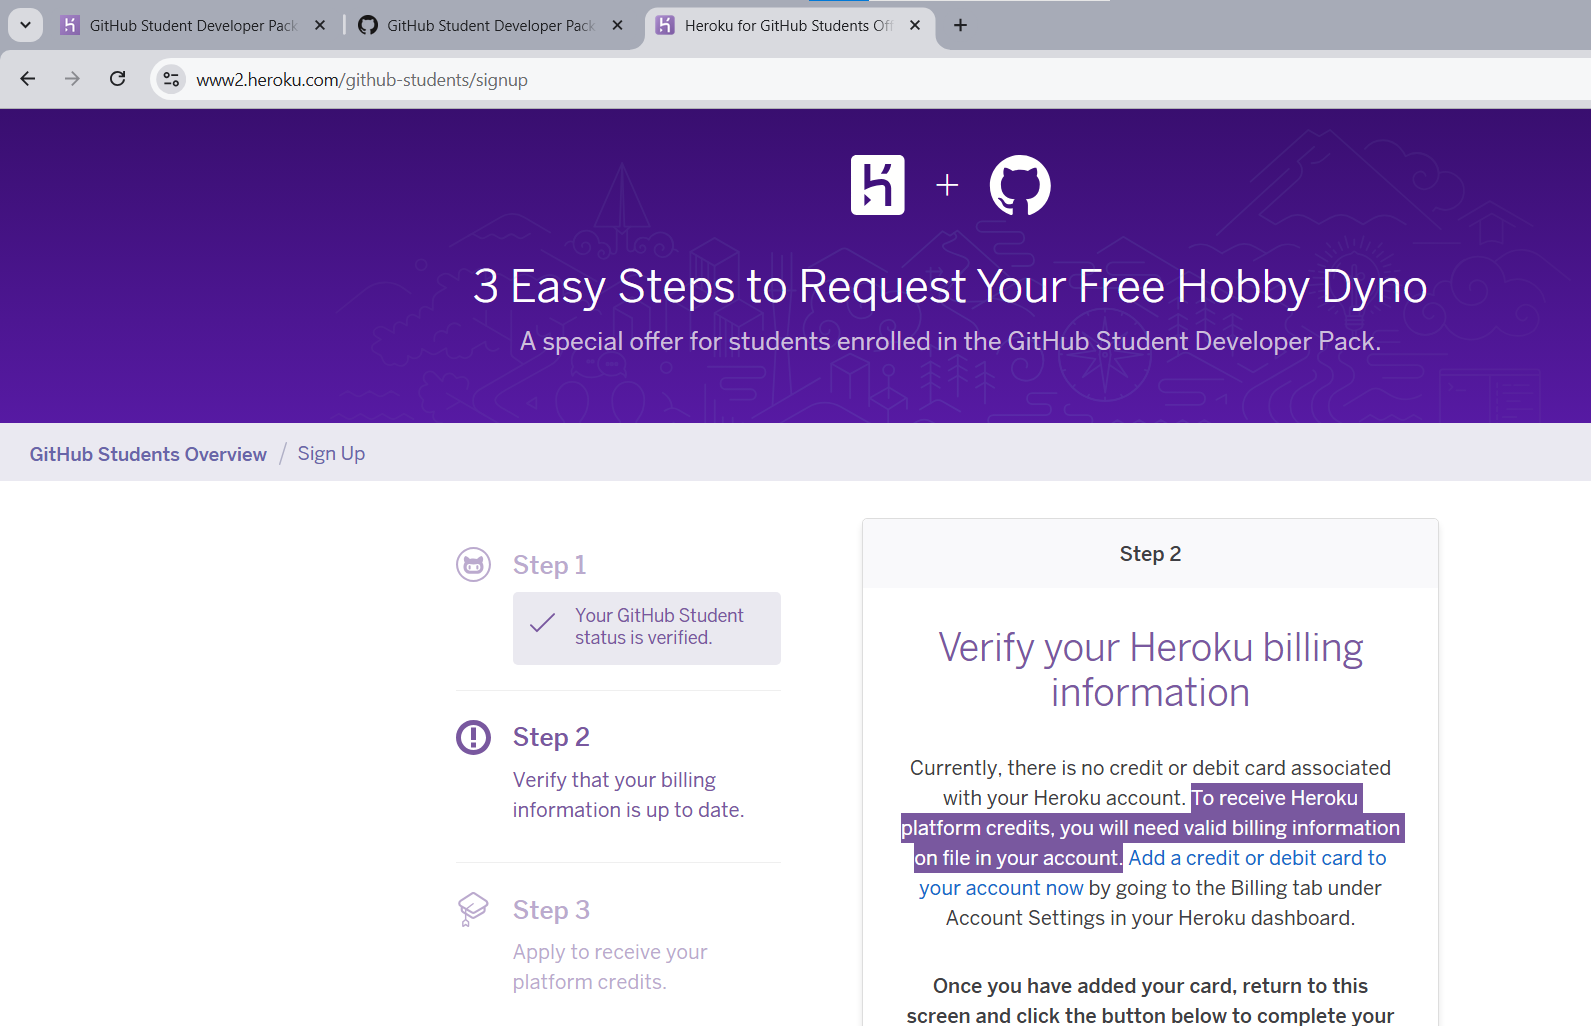 GitHub Student Developer Pack
GitHub Student Developer Pack
Heroku for GitHub Students Off
www2.heroku.com/github-students/signup
3 Easy Steps to Request Your Free Hobby Dyno
A special offer for students enrolled in the GitHub Student Developer Pack.
GitHub Students Overview / Sign Up
Step 1
Your GitHub Student
status is verified.
Step 2
Verify that your billing
information is up to date.
Step 3
Apply to receive your
platform credits.
Step 2
Verify your Heroku billing
information
Currently, there is no credit or debit card associated
with your Heroku account. To receive Heroku
platform credits, you will need valid billing information
on file in your account. Add a credit or debit card to
your account now by going to the Billing tab under
Account Settings in your Heroku dashboard.
Once you have added your card, return to this
screen and click the button below to complete your